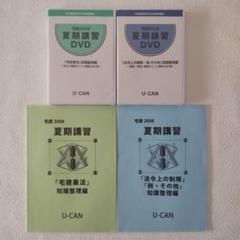 夏期講習
DVD
U-CAN
夏期講習
DVD
U-CAN
宅建 2008
夏期講習
「宅建業法」
知識整理編
U-CAN
宅建 2008
夏期講習
「法令上の制限」
「税・その他」
知識整理編
U-CAN